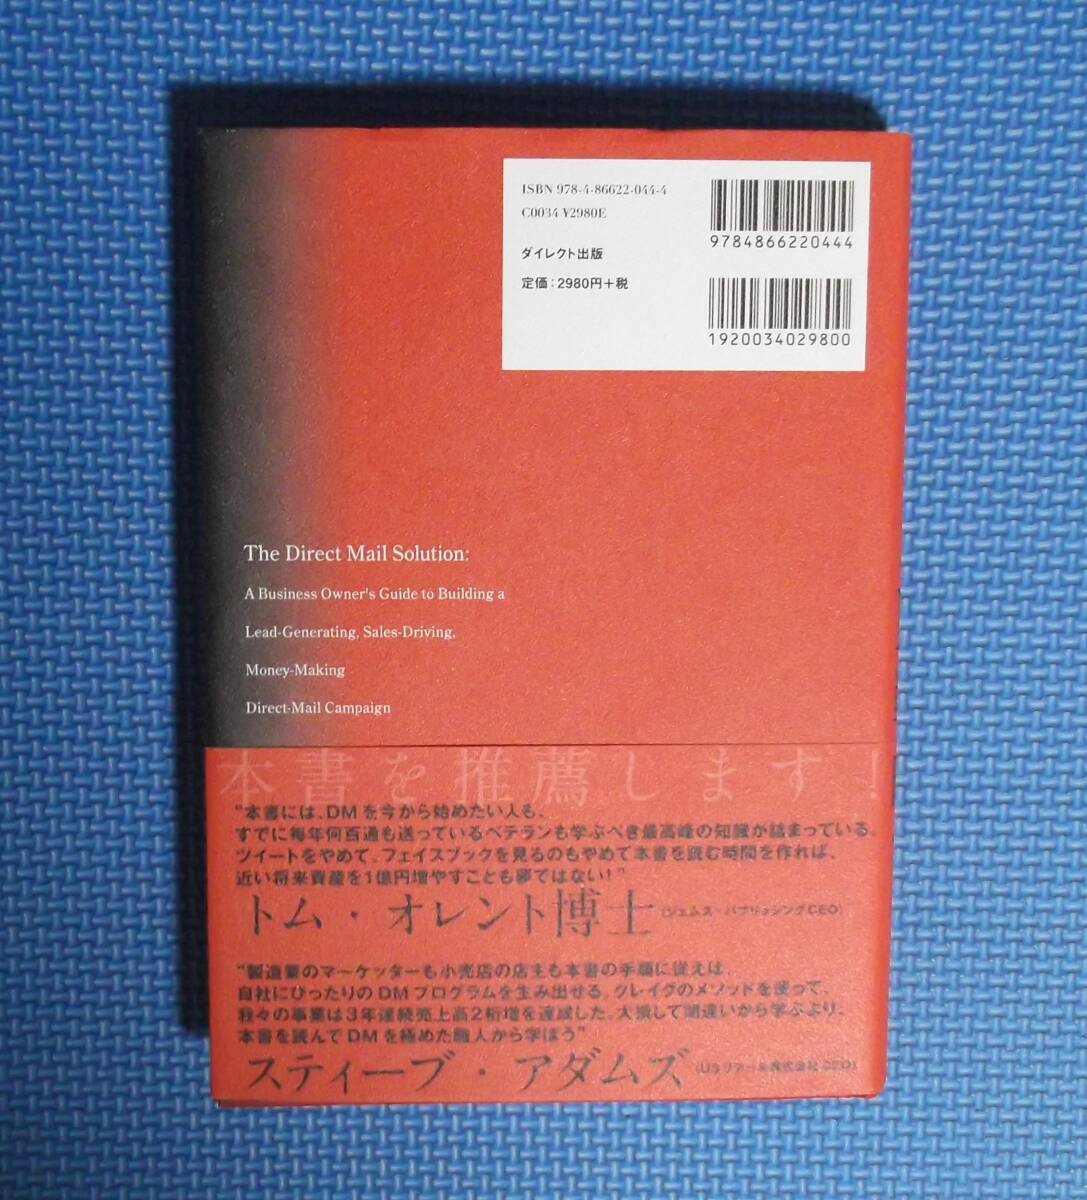 ISBN 978-4-86622-044-4
C0034 ¥2980E
ダイレクト出版
定価：2980円＋税
9784866220444
1920034029800
The Direct Mail Solution:
A Business Owner's Guide to Building a
Lead-Generating, Sales-Driving,
Money-Making
Direct-Mail Campaign
本書を推薦します！
“本書には、DMを今から始めたい人も、
すでに毎年何百通も送っているベテランも学ぶべき最高峰の知識が詰まっている。
ツイートをやめて、フェイスブックを見るのもやめて本書を読む時間を作れば、
近い将来資産を1億円増やすことも夢ではない！”
トム・オレント博士（ジェムス・パブリッシングCEO）
“製造業のマーケッターも小売店の店主も本書の手順に従えば、
自社にぴったりのDMプログラムを生み出せる。クレイグのメソッドを使って、
我々の事業は3年連続売上高2桁増を達成した。大損して間違いから学ぶより、
本書を読んでDMを極めた職人から学ぼう”
スティーブ・アダムズ